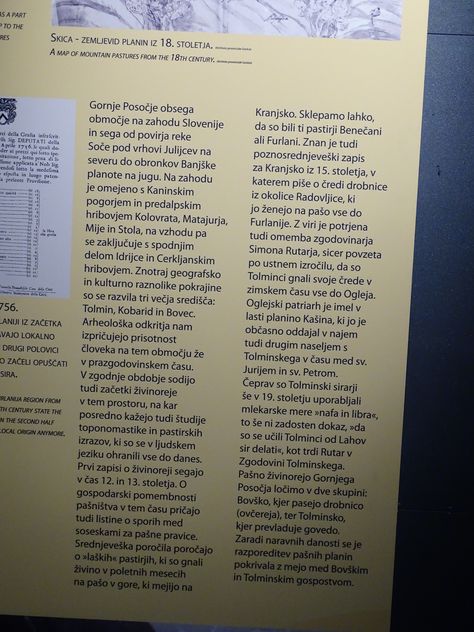 AS A PART
P TO THE
RES
SKICA - ZEMLJEVID PLANIN IZ 18. STOLETJA.
A MAP OF MOUNTAIN PASTURES FROM THE 18TH CENTURY.
756.
LANIJI IZ ZAČETKA
AVAJO LOKALNO
DRUGI POLOVICI
O ZAČELI OPUŠČATI
SIRA.
RLANIJA REGION FROM
TH CENTURY STATE THE
N THE SECOND HALF
LOCAL ORIGIN ANYMORE.
Gornje Posočje obsega
območje na zahodu Slovenije
in sega od povirja reke
Soče pod vrhovi Julijcev na
severu do obronkov Banjške
planote na jugu. Na zahodu
je omejeno s Kaninskim
pogorjem in predalpskim
hribovjem Kolovrata, Matajurja,
Mije in Stola, na vzhodu pa
se zaključuje s spodnjim
delom Idrijce in Cerkljanskim
hribovjem. Znotraj geografsko
in kulturno raznolike pokrajine
so se razvila tri večja središča:
Tolmin, Kobarid in Bovec.
Arheološka odkritja nam
izpričujejo prisotnost
človeka na tem območju že
v prazgodovinskem času.
V zgodnje obdobje sodijo
tudi začetki živinoreje
v tem prostoru, na kar
posredno kažejo tudi študije
toponomastike in pastirskih
izrazov, ki so se v ljudskem
jeziku ohranili vse do danes.
Prvi zapisi o živinoreji segajo
v čas 12. in 13. stoletja. O
gospodarski pomembnosti
pašništva v tem času pričajo
tudi listine o sporih med
soseskami za pašne pravice.
Srednjeveška poročila poročajo
o »laških« pastirjih, ki so gnali
živino v poletnih mesecih
na pašo v gore, ki mejijo na
Kranjsko. Sklepamo lahko,
da so bili ti pastirji Benečani
ali Furlani. Znan je tudi
poznosrednjeveški zapis
za Kranjsko iz 15. stoletja, v
katerem piše o čredi drobnice
iz okolice Radovljice, ki
jo ženejo na pašo vse do
Furlanije. Z viri je potrjena
tudi omemba zgodovinarja
Simona Rutarja, sicer povzeta
po ustnem izročilu, da so
Tolminci gnali svoje črede v
zimskem času vse do Ogleja.
Oglejski patriarh je imel v
lasti planino Kašina, ki jo je
občasno oddajal v najem
tudi drugim naseljem s
Tolminskega v času med sv.
Jurijem in sv. Petrom.
Čeprav so Tolminski sirarji
še v 19. stoletju uporabljali
mlekarske mere »nafa in libra«,
to še ni zadosten dokaz, »da
so se učili Tolminci od Lahov
sir delati«, kot trdi Rutar v
Zgodovini Tolminskega.
Pašno živinorejo Gornjega
Posočja ločimo v dve skupini:
Bovško, kjer pasejo drobnico
(ovčereja), ter Tolminsko,
kjer prevladuje govedo.
Zaradi naravnih danosti se je
razporeditev pašnih planin
pokrivala z mejo med Bovškim
in Tolminskim gospostvom.